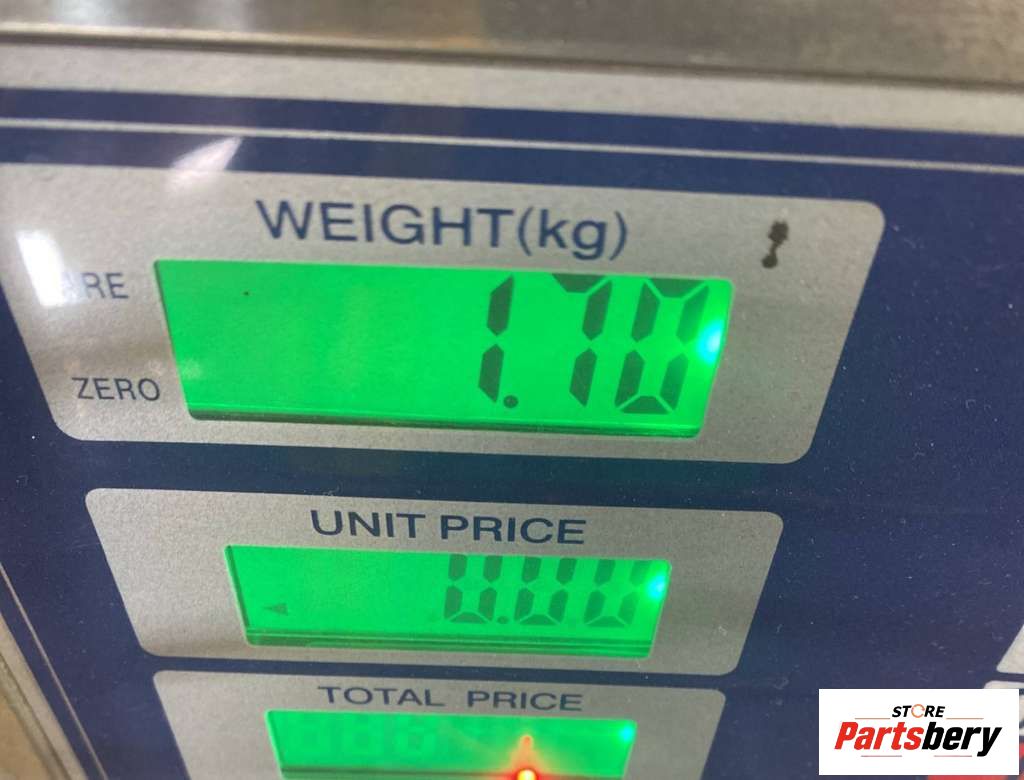 WEIGHT(kg)
1.70
ZERO
UNIT PRICE
0.00
TOTAL PRICE
STORE
Partsbery